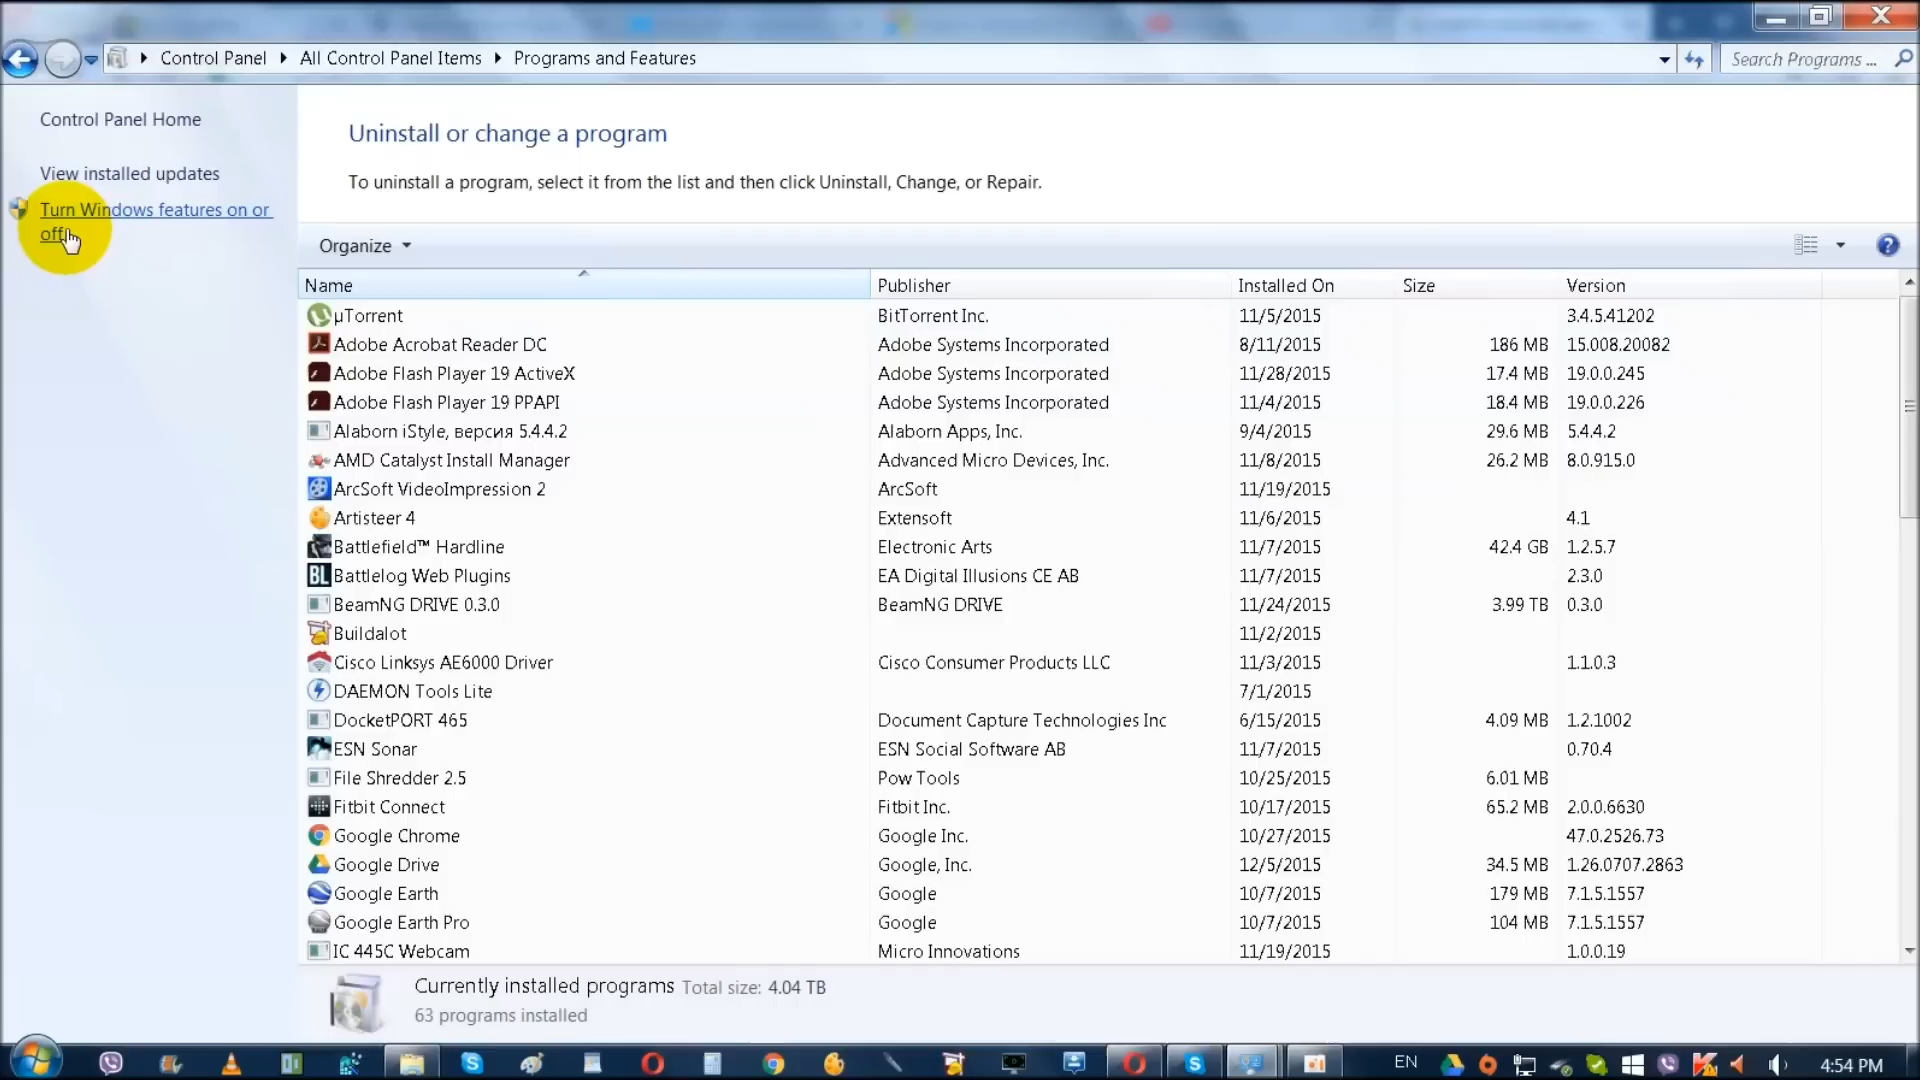 Control Panel ▸ All Control Panel Items ▸ Programs and Features
Search Programs ...
Control Panel Home
View installed updates
Turn Windows features on or
off
Uninstall or change a program
To uninstall a program, select it from the list and then click Uninstall, Change, or Repair.
Organize
Name Publisher Installed On Size Version
µTorrent BitTorrent Inc. 11/5/2015 3.4.5.41202
Adobe Acrobat Reader DC Adobe Systems Incorporated 8/11/2015 186 MB 15.008.20082
Adobe Flash Player 19 ActiveX Adobe Systems Incorporated 11/28/2015 17.4 MB 19.0.0.245
Adobe Flash Player 19 PPAPI Adobe Systems Incorporated 11/4/2015 18.4 MB 19.0.0.226
Alaborn iStyle, версия 5.4.4.2 Alaborn Apps, Inc. 9/4/2015 29.6 MB 5.4.4.2
AMD Catalyst Install Manager Advanced Micro Devices, Inc. 11/8/2015 26.2 MB 8.0.915.0
ArcSoft VideoImpression 2 ArcSoft 11/19/2015
Artisteer 4 Extensoft 11/6/2015 4.1
Battlefield™ Hardline Electronic Arts 11/7/2015 42.4 GB 1.2.5.7
BL Battlelog Web Plugins EA Digital Illusions CE AB 11/7/2015 2.3.0
BeamNG DRIVE 0.3.0 BeamNG DRIVE 11/24/2015 3.99 TB 0.3.0
Buildalot 11/2/2015
Cisco Linksys AE6000 Driver Cisco Consumer Products LLC 11/3/2015 1.1.0.3
DAEMON Tools Lite 7/1/2015
DocketPORT 465 Document Capture Technologies Inc 6/15/2015 4.09 MB 1.2.1002
ESN Sonar ESN Social Software AB 11/7/2015 0.70.4
File Shredder 2.5 Pow Tools 10/25/2015 6.01 MB
Fitbit Connect Fitbit Inc. 10/17/2015 65.2 MB 2.0.0.6630
Google Chrome Google Inc. 10/27/2015 47.0.2526.73
Google Drive Google, Inc. 12/5/2015 34.5 MB 1.26.0707.2863
Google Earth Google 10/7/2015 179 MB 7.1.5.1557
Google Earth Pro Google 10/7/2015 104 MB 7.1.5.1557
IC 445C Webcam Micro Innovations 11/19/2015 1.0.0.19
Currently installed programs Total size: 4.04 TB
63 programs installed
EN 4:54 PM